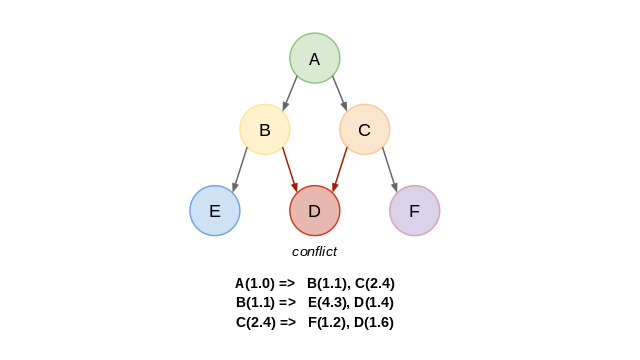 A
B C
E D F
conflict
A(1.0) => B(1.1), C(2.4)
B(1.1) => E(4.3), D(1.4)
C(2.4) => F(1.2), D(1.6)